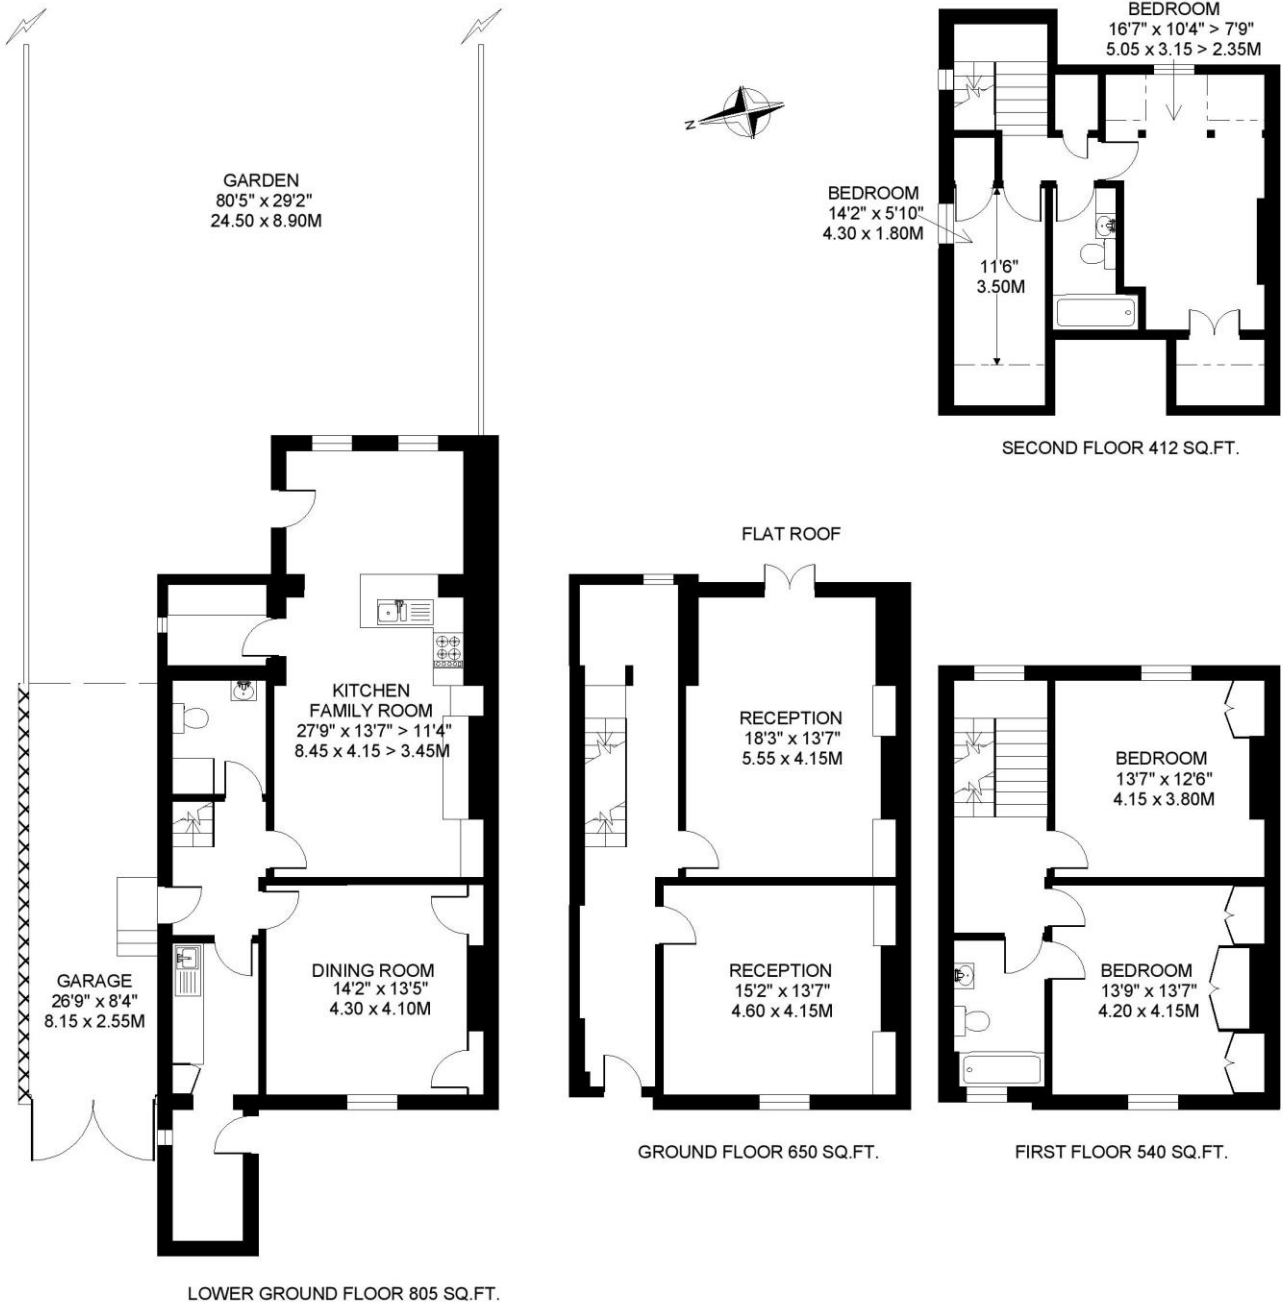 BEDROOM
16'7" x 10'4" > 7'9"
5.05 x 3.15 > 2.35M
N
GARDEN
80'5" x 29'2"
24.50 x 8.90M
BEDROOM
14'2" x 5'10"
4.30 x 1.80M
11'6"
3.50M
SECOND FLOOR 412 SQ.FT.
FLAT ROOF
KITCHEN
FAMILY ROOM
27'9" x 13'7" > 11'4"
8.45 x 4.15 > 3.45M
RECEPTION
18'3" x 13'7"
5.55 x 4.15M
BEDROOM
13'7" x 12'6"
4.15 x 3.80M
GARAGE
26'9" x 8'4"
8.15 x 2.55M
DINING ROOM
14'2" x 13'5"
4.30 x 4.10M
RECEPTION
15'2" x 13'7"
4.60 x 4.15M
BEDROOM
13'9" x 13'7"
4.20 x 4.15M
GROUND FLOOR 650 SQ.FT.
FIRST FLOOR 540 SQ.FT.
LOWER GROUND FLOOR 805 SQ.FT.